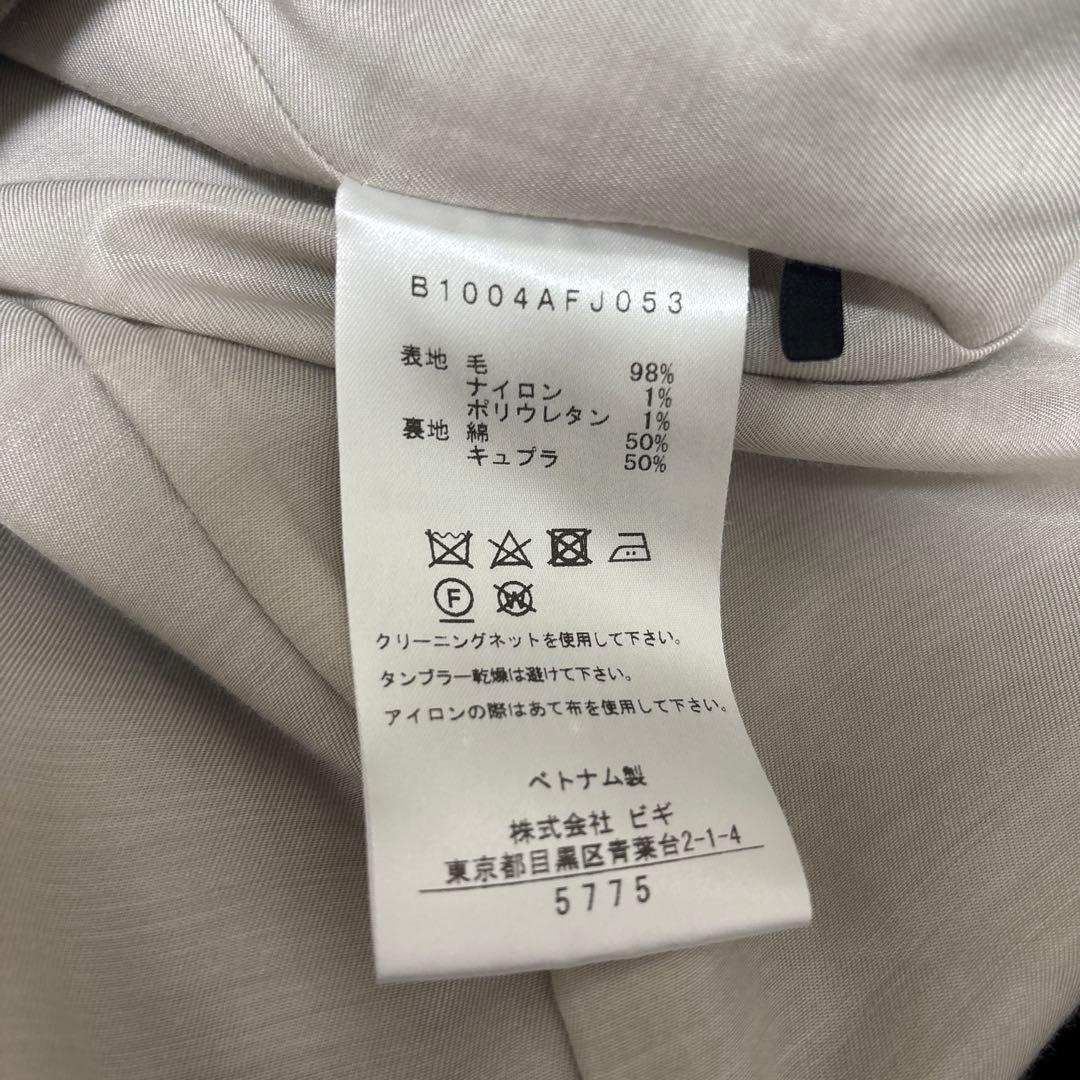 B1004AFJ053
表地 毛 98%
ナイロン 1%
ポリウレタン 1%
裏地 綿 50%
キュプラ 50%
F W
クリーニングネットを使用して下さい。
タンブラー乾燥は避けて下さい。
アイロンの際はあて布を使用して下さい。
ベトナム製
株式会社 ビギ
東京都目黒区青葉台2-1-4
5775